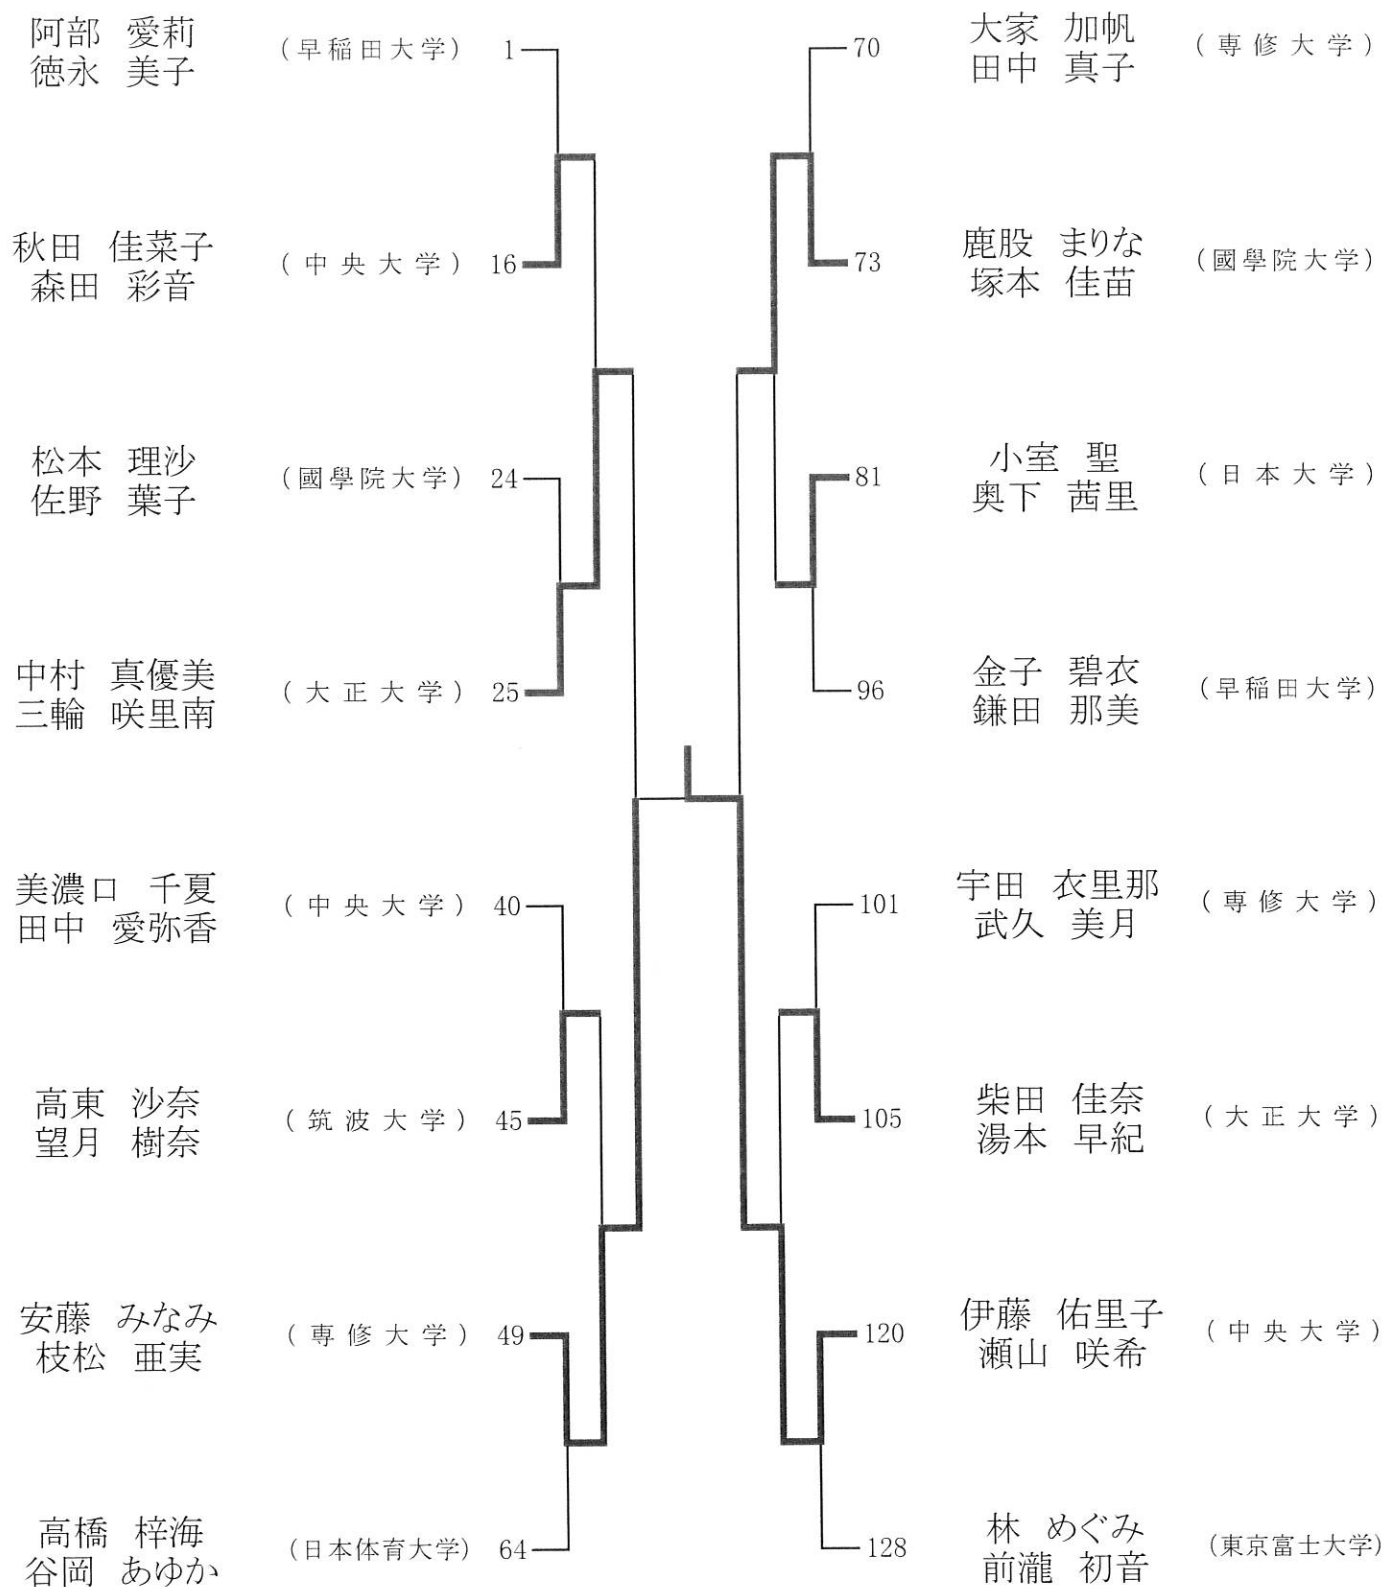 阿部 愛莉
徳永 美子
(早稲田大学) 1
秋田 佳菜子
森田 彩音
(中央大学) 16
松本 理沙
佐野 葉子
(國學院大学) 24
中村 真優美
三輪 咲里南
(大正大学) 25
美濃口 千夏
田中 愛弥香
(中央大学) 40
高東 沙奈
望月 樹奈
(筑波大学) 45
安藤 みなみ
枝松 亜実
(専修大学) 49
高橋 梓海
谷岡 あゆか
(日本体育大学) 64
70
大家 加帆
田中 真子
(専修大学)
73
鹿股 まりな
塚本 佳苗
(國學院大学)
81
小室 聖
奥下 茜里
(日本大学)
96
金子 碧衣
鎌田 那美
(早稲田大学)
101
宇田 衣里那
武久 美月
(専修大学)
105
柴田 佳奈
湯本 早紀
(大正大学)
120
伊藤 佑里子
瀬山 咲希
(中央大学)
128
林 めぐみ
前瀧 初音
(東京富士大学)